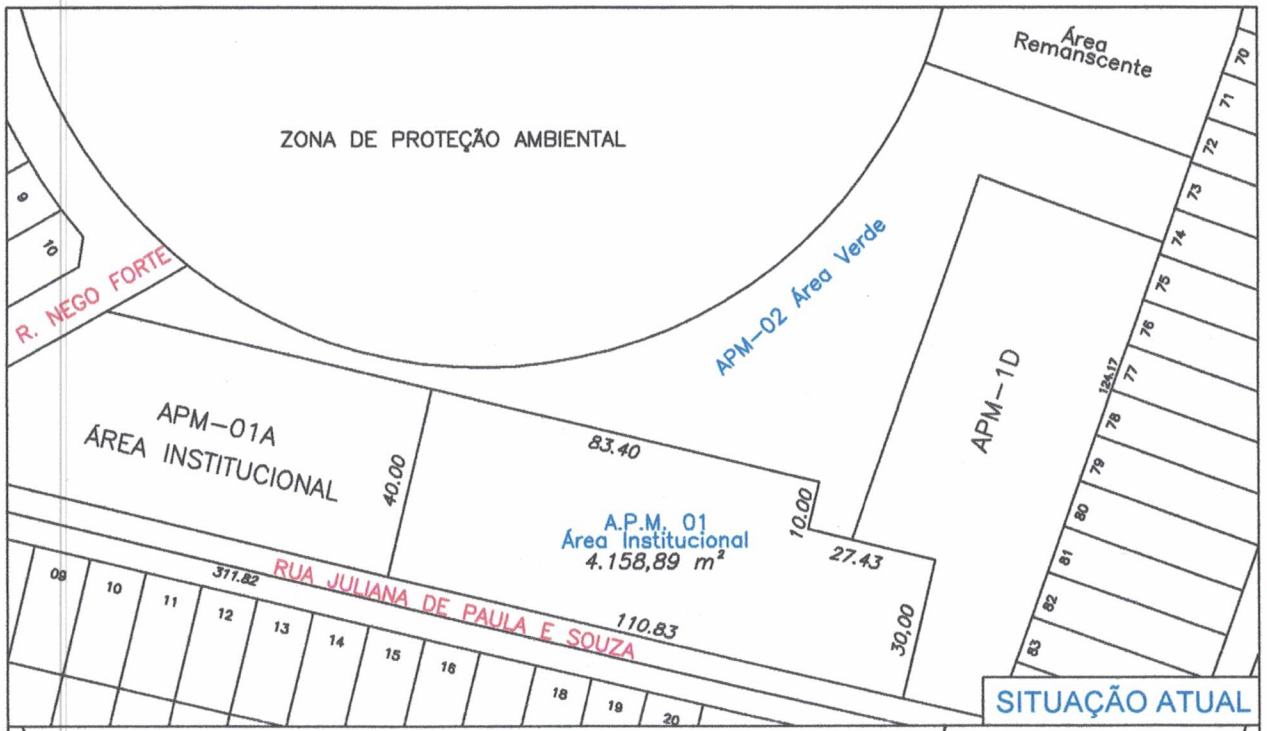 Área
Remanscente
70
71
72
73
74
75
76
77
78
79
80
81
82
83
124.17
ZONA DE PROTEÇÃO AMBIENTAL
9
10
R. NEGO FORTE
APM-02 Área Verde
APM-1D
APM-01A
ÁREA INSTITUCIONAL
40.00
83.40
10.00
27.43
30,00
110.83
A.P.M. 01
Área Institucional
4.158,89 m²
311.82
RUA JULIANA DE PAULA E SOUZA
09
10
11
12
13
14
15
16
18
19
20
SITUAÇÃO ATUAL